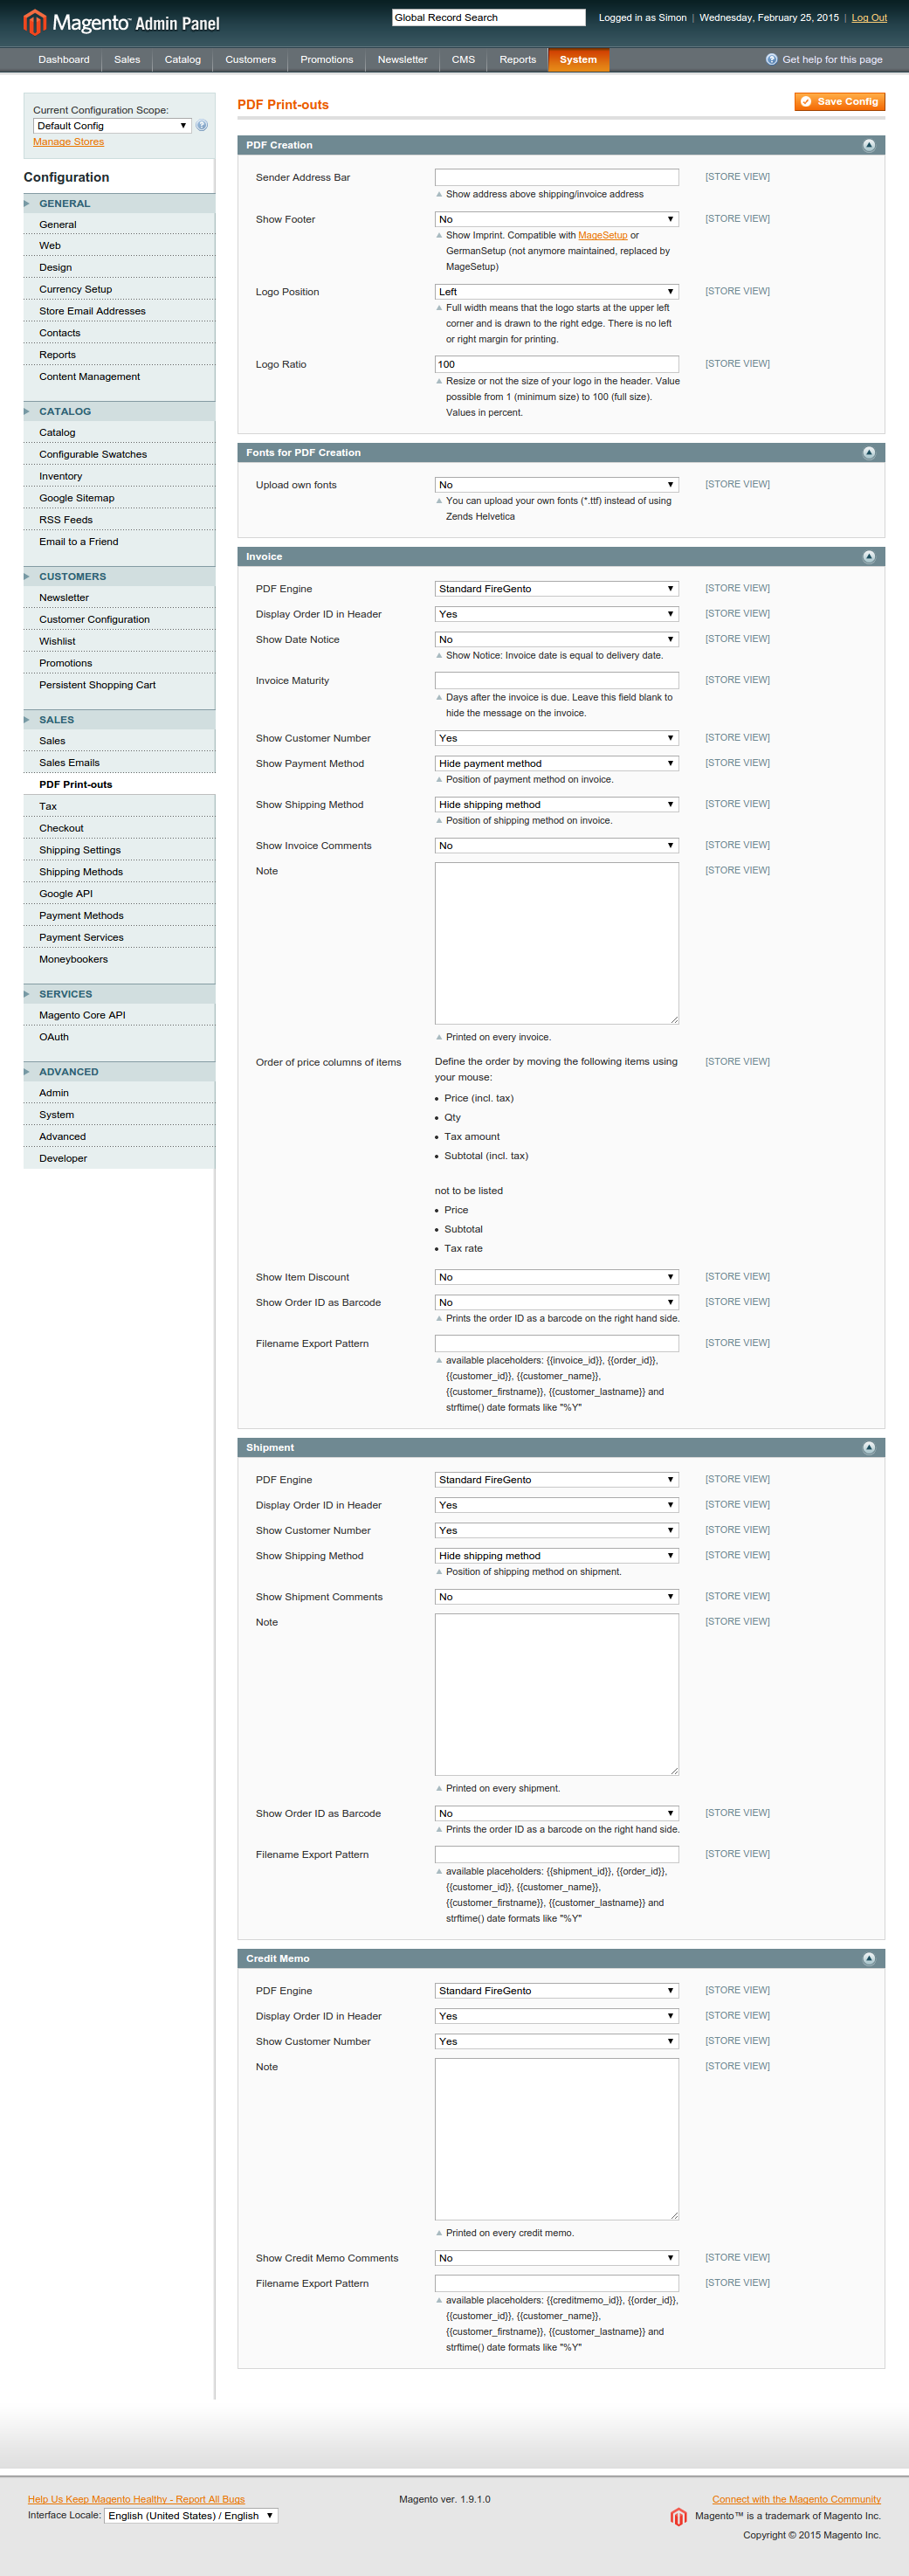 Magento™ Admin Panel
Global Record Search
Logged in as Simon | Wednesday, February 25, 2015 | Log Out
Dashboard Sales Catalog Customers Promotions Newsletter CMS Reports System
Get help for this page
Current Configuration Scope:
Default Config
Manage Stores
Configuration
GENERAL
General
Web
Design
Currency Setup
Store Email Addresses
Contacts
Reports
Content Management
CATALOG
Catalog
Configurable Swatches
Inventory
Google Sitemap
RSS Feeds
Email to a Friend
CUSTOMERS
Newsletter
Customer Configuration
Wishlist
Promotions
Persistent Shopping Cart
SALES
Sales
Sales Emails
PDF Print-outs
Tax
Checkout
Shipping Settings
Shipping Methods
Google API
Payment Methods
Payment Services
Moneybookers
SERVICES
Magento Core API
OAuth
ADVANCED
Admin
System
Advanced
Developer
PDF Print-outs
Save Config
PDF Creation
Sender Address Bar [STORE VIEW]
Show address above shipping/invoice address
Show Footer No [STORE VIEW]
Show Imprint. Compatible with MageSetup or
GermanSetup (not anymore maintained, replaced by
MageSetup)
Logo Position Left [STORE VIEW]
Full width means that the logo starts at the upper left
corner and is drawn to the right edge. There is no left
or right margin for printing.
Logo Ratio 100 [STORE VIEW]
Resize or not the size of your logo in the header. Value
possible from 1 (minimum size) to 100 (full size).
Values in percent.
Fonts for PDF Creation
Upload own fonts No [STORE VIEW]
You can upload your own fonts (*.ttf) instead of using
Zends Helvetica
Invoice
PDF Engine Standard FireGento [STORE VIEW]
Display Order ID in Header Yes [STORE VIEW]
Show Date Notice No [STORE VIEW]
Show Notice: Invoice date is equal to delivery date.
Invoice Maturity [STORE VIEW]
Days after the invoice is due. Leave this field blank to
hide the message on the invoice.
Show Customer Number Yes [STORE VIEW]
Show Payment Method Hide payment method [STORE VIEW]
Position of payment method on invoice.
Show Shipping Method Hide shipping method [STORE VIEW]
Position of shipping method on invoice.
Show Invoice Comments No [STORE VIEW]
Note [STORE VIEW]
Printed on every invoice.
Order of price columns of items Define the order by moving the following items using [STORE VIEW]
your mouse:
• Price (incl. tax)
• Qty
• Tax amount
• Subtotal (incl. tax)
not to be listed
• Price
• Subtotal
• Tax rate
Show Item Discount No [STORE VIEW]
Show Order ID as Barcode No [STORE VIEW]
Prints the order ID as a barcode on the right hand side.
Filename Export Pattern [STORE VIEW]
available placeholders: {{invoice_id}}, {{order_id}},
{{customer_id}}, {{customer_name}},
{{customer_firstname}}, {{customer_lastname}} and
strftime() date formats like "%Y"
Shipment
PDF Engine Standard FireGento [STORE VIEW]
Display Order ID in Header Yes [STORE VIEW]
Show Customer Number Yes [STORE VIEW]
Show Shipping Method Hide shipping method [STORE VIEW]
Position of shipping method on shipment.
Show Shipment Comments No [STORE VIEW]
Note [STORE VIEW]
Printed on every shipment.
Show Order ID as Barcode No [STORE VIEW]
Prints the order ID as a barcode on the right hand side.
Filename Export Pattern [STORE VIEW]
available placeholders: {{shipment_id}}, {{order_id}},
{{customer_id}}, {{customer_name}},
{{customer_firstname}}, {{customer_lastname}} and
strftime() date formats like "%Y"
Credit Memo
PDF Engine Standard FireGento [STORE VIEW]
Display Order ID in Header Yes [STORE VIEW]
Show Customer Number Yes [STORE VIEW]
Note [STORE VIEW]
Printed on every credit memo.
Show Credit Memo Comments No [STORE VIEW]
Filename Export Pattern [STORE VIEW]
available placeholders: {{creditmemo_id}}, {{order_id}},
{{customer_id}}, {{customer_name}},
{{customer_firstname}}, {{customer_lastname}} and
strftime() date formats like "%Y"
Help Us Keep Magento Healthy - Report All Bugs
Interface Locale: English (United States) / English
Magento ver. 1.9.1.0
Connect with the Magento Community
Magento™ is a trademark of Magento Inc.
Copyright © 2015 Magento Inc.